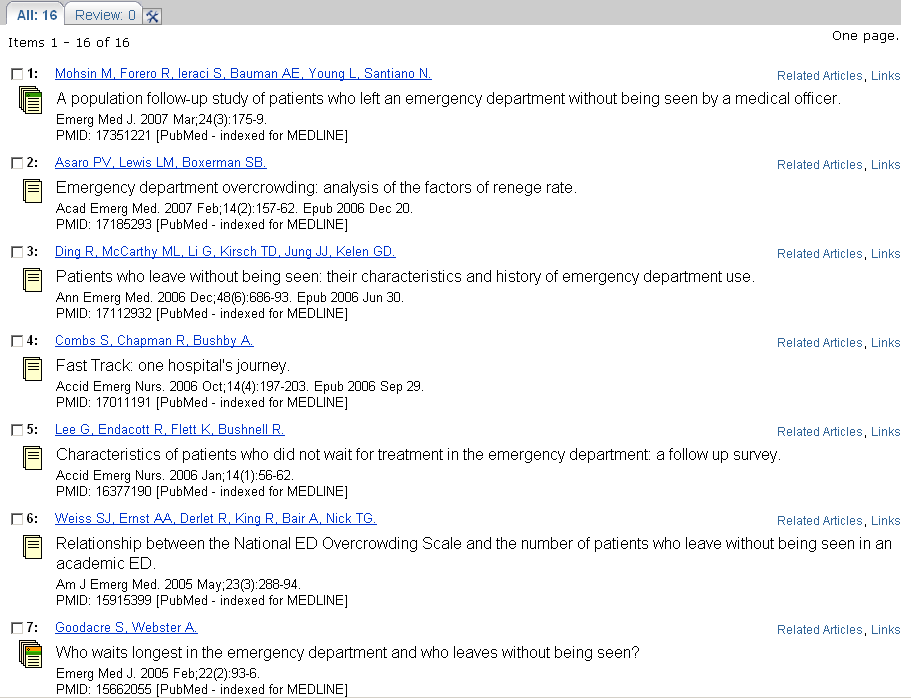 All: 16 Review: 0
Items 1 - 16 of 16 One page.
1: Mohsin M, Forero R, Ieraci S, Bauman AE, Young L, Santiano N. Related Articles, Links
A population follow-up study of patients who left an emergency department without being seen by a medical officer.
Emerg Med J. 2007 Mar;24(3):175-9.
PMID: 17351221 [PubMed - indexed for MEDLINE]
2: Asaro PV, Lewis LM, Boxerman SB. Related Articles, Links
Emergency department overcrowding: analysis of the factors of renege rate.
Acad Emerg Med. 2007 Feb;14(2):157-62. Epub 2006 Dec 20.
PMID: 17185293 [PubMed - indexed for MEDLINE]
3: Ding R, McCarthy ML, Li G, Kirsch TD, Jung JJ, Kelen GD. Related Articles, Links
Patients who leave without being seen: their characteristics and history of emergency department use.
Ann Emerg Med. 2006 Dec;48(6):686-93. Epub 2006 Jun 30.
PMID: 17112932 [PubMed - indexed for MEDLINE]
4: Combs S, Chapman R, Bushby A. Related Articles, Links
Fast Track: one hospital's journey.
Accid Emerg Nurs. 2006 Oct;14(4):197-203. Epub 2006 Sep 29.
PMID: 17011191 [PubMed - indexed for MEDLINE]
5: Lee G, Endacott R, Flett K, Bushnell R. Related Articles, Links
Characteristics of patients who did not wait for treatment in the emergency department: a follow up survey.
Accid Emerg Nurs. 2006 Jan;14(1):56-62.
PMID: 16377190 [PubMed - indexed for MEDLINE]
6: Weiss SJ, Ernst AA, Derlet R, King R, Bair A, Nick TG. Related Articles, Links
Relationship between the National ED Overcrowding Scale and the number of patients who leave without being seen in an
academic ED.
Am J Emerg Med. 2005 May;23(3):288-94.
PMID: 15915399 [PubMed - indexed for MEDLINE]
7: Goodacre S, Webster A. Related Articles, Links
Who waits longest in the emergency department and who leaves without being seen?
Emerg Med J. 2005 Feb;22(2):93-6.
PMID: 15662055 [PubMed - indexed for MEDLINE]